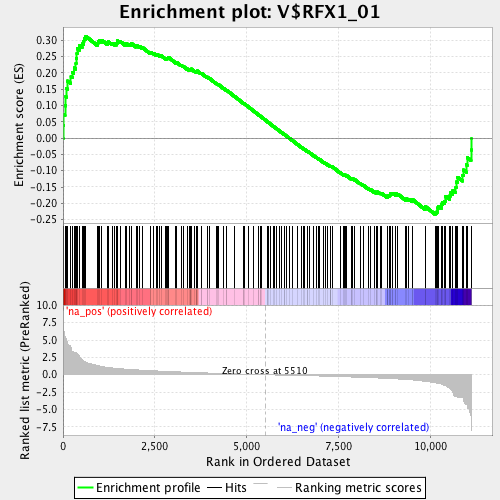 Enrichment plot: V$RFX1_01
Enrichment score (ES)
0.30
0.25
0.20
0.15
0.10
0.05
0.00
-0.05
-0.10
-0.15
-0.20
-0.25
'na_pos' (positively correlated)
Ranked list metric (PreRanked)
10.0
7.5
5.0
2.5
0.0
-2.5
-5.0
-7.5
Zero cross at 5510
'na_neg' (negatively correlated)
0
2,500
5,000
7,500
10,000
Rank in Ordered Dataset
Enrichment profile
Hits
Ranking metric scores